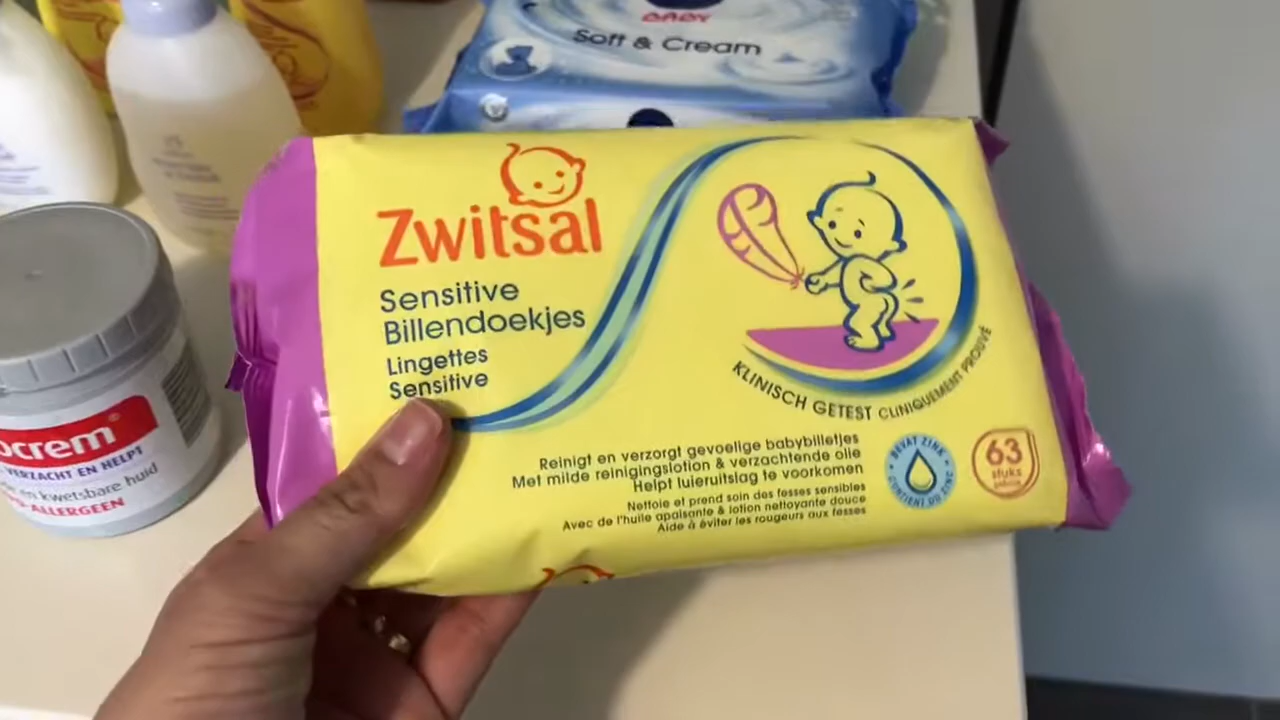 Soft & Cream
Zwitsal
Sensitive
Billendoekjes
Lingettes
Sensitive
KLINISCH GETEST CLINIQUEMENT PROUVÉ
Reinigt en verzorgt gevoelige babybilletjes
Met milde reinigingslotion & verzachtende olie
Helpt luieruitslag te voorkomen
Nettoie et prend soin des fesses sensibles
Avec de l'huile apaisante & lotion nettoyante douce
Aide à éviter les rougeurs aux fesses
BEVAT ZINK
CONTIENT DU ZINC
63
stuks
pièces
ocrem
VERZACHT EN HELPT
en kwetsbare huid
ALLERGEEN